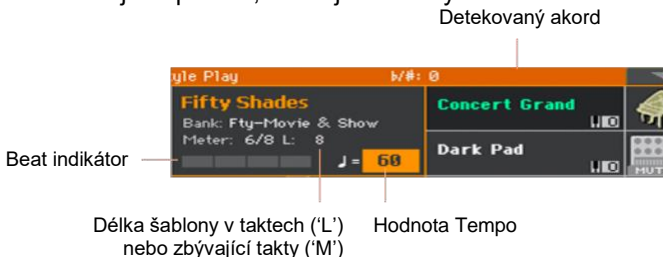 Detekovaný akord
yle Play ♭/#: 0
Fifty Shades
Bank: Fty-Movie & Show
Meter: 6/8 L: 8
♩= 60
Concert Grand
Dark Pad
MUT
Beat indikátor
Délka šablony v taktech (‘L’)
nebo zbývající takty (‘M’)
Hodnota Tempo